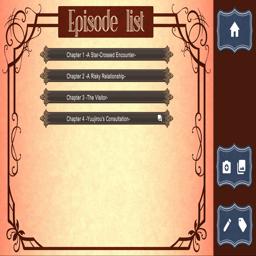 Episode list
Chapter 1 -A Star-Crossed Encounter-
Chapter 2 -A Risky Relationship-
Chapter 3 -The Visitor-
Chapter 4 -Yuujirou's Consultation-